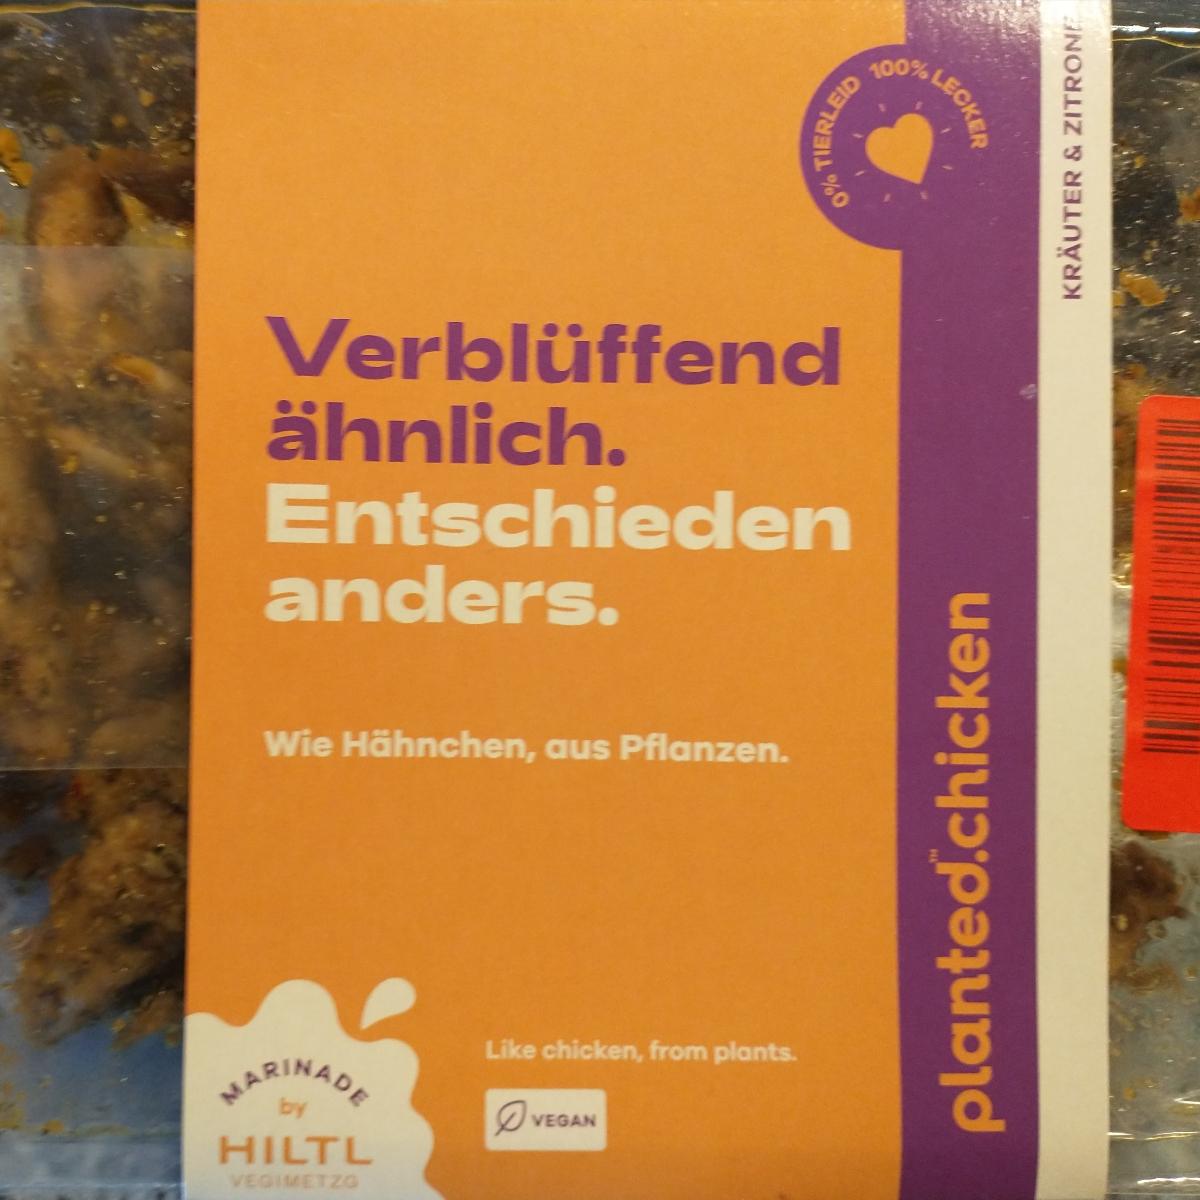 0% TIERLEID 100% LECKER
KRÄUTER & ZITRONE
Verblüffend
ähnlich.
Entschieden
anders.
Wie Hähnchen, aus Pflanzen.
planted.™chicken
Like chicken, from plants.
VEGAN
MARINADE
by
HILTL
VEGIMETZG